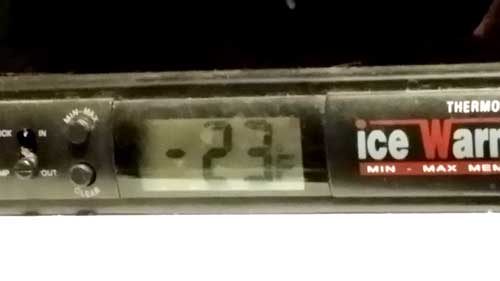 THERMO
MIN-MAX
IN
-23F
ice Warn
OUT
CLEAR
MIN - MAX MEM